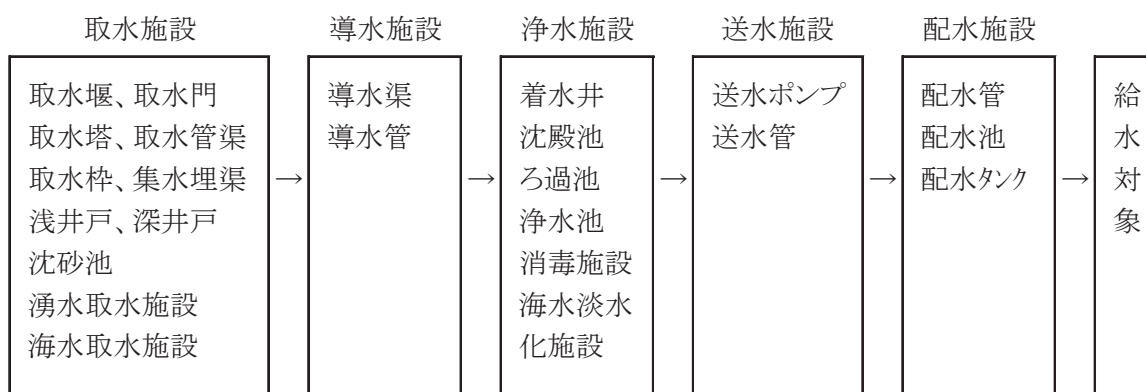 取水施設
導水施設
浄水施設
送水施設
配水施設
取水堰、取水門
取水塔、取水管渠
取水枠、集水埋渠
浅井戸、深井戸
沈砂池
湧水取水施設
海水取水施設
→
導水渠
導水管
→
着水井
沈殿池
ろ過池
浄水池
消毒施設
海水淡水
化施設
→
送水ポンプ
送水管
→
配水管
配水池
配水タンク
→
給
水
対
象